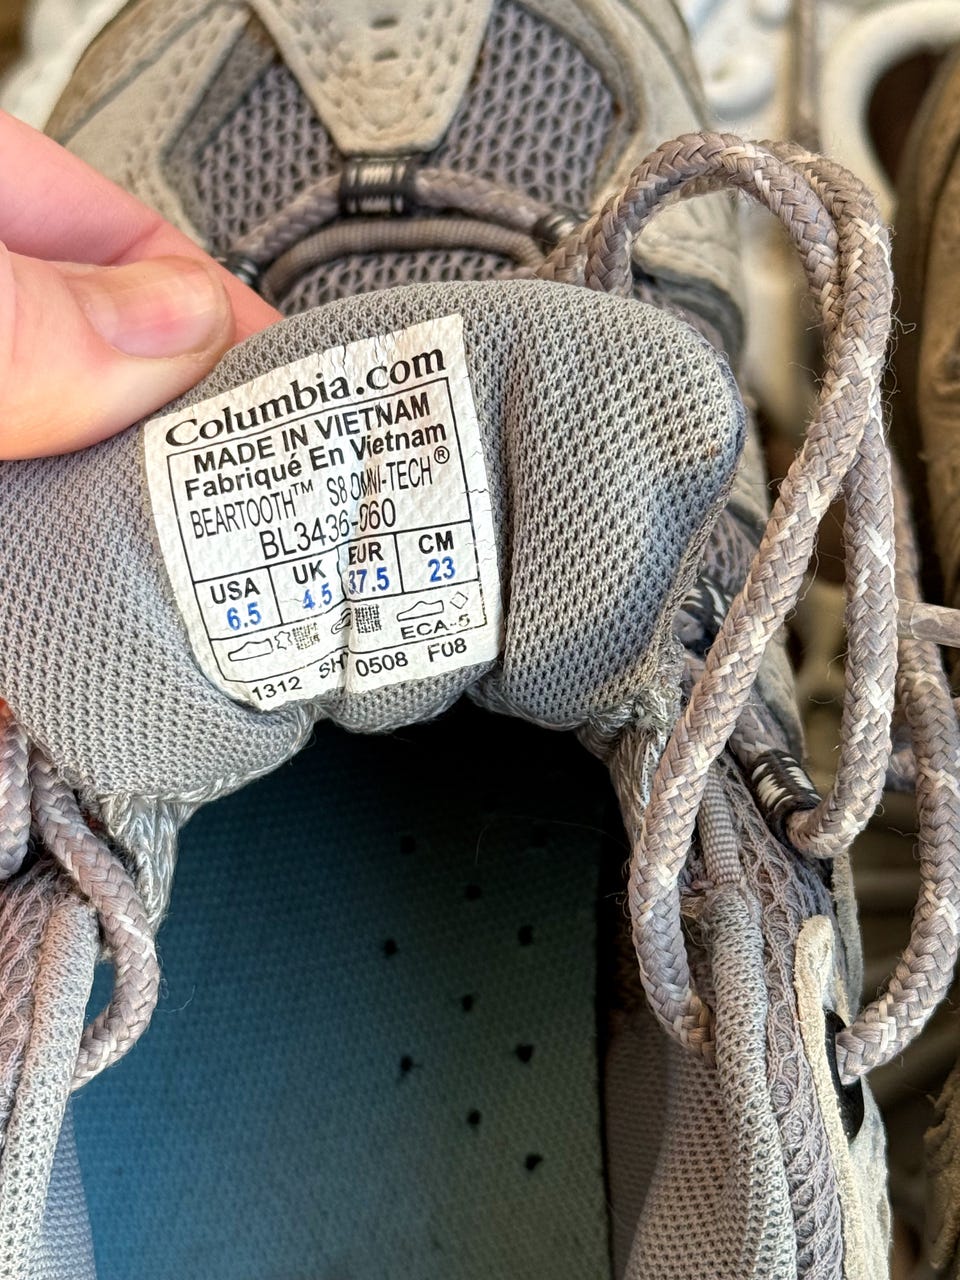 Columbia.com
MADE IN VIETNAM
Fabriqué En Vietnam
BEARTOOTH™ S8 OMNI-TECH®
BL3436-060
USA UK EUR CM
6.5 4.5 37.5 23
ECA-5
1312 0508 F08